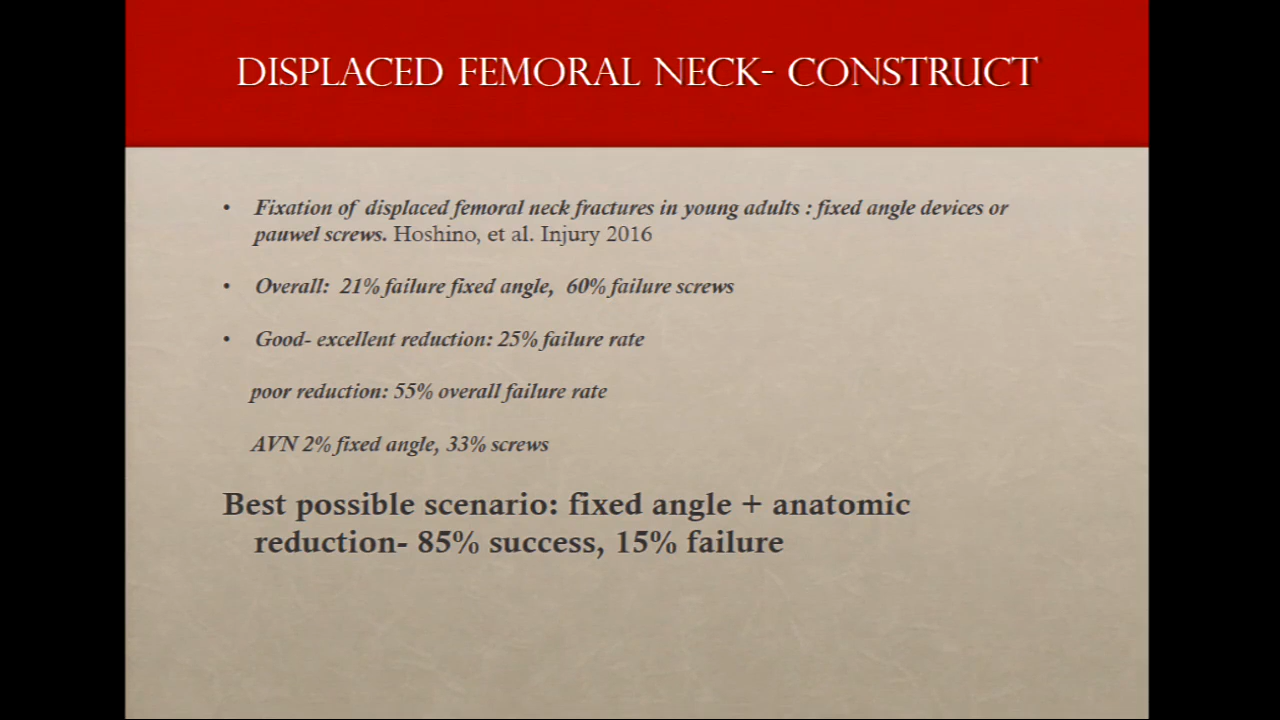 DISPLACED FEMORAL NECK- CONSTRUCT
• Fixation of displaced femoral neck fractures in young adults : fixed angle devices or
pauwel screws. Hoshino, et al. Injury 2016
• Overall: 21% failure fixed angle, 60% failure screws
• Good- excellent reduction: 25% failure rate
poor reduction: 55% overall failure rate
AVN 2% fixed angle, 33% screws
Best possible scenario: fixed angle + anatomic
reduction- 85% success, 15% failure